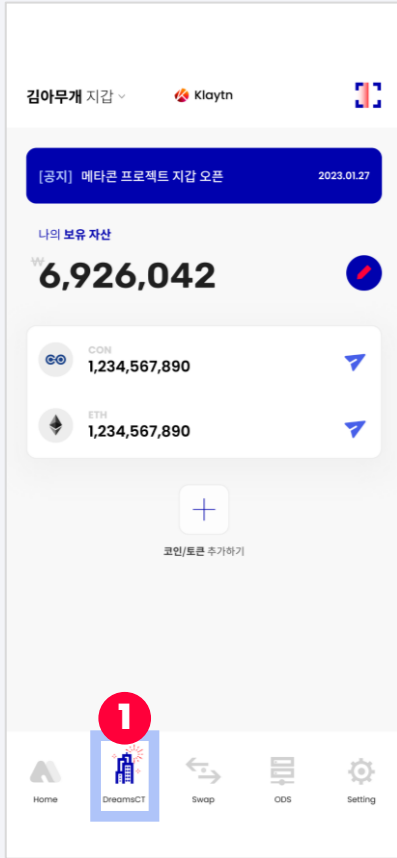 김아무개 지갑
Klaytn
[공지] 메타콘 프로젝트 지갑 오픈 2023.01.27
나의 보유 자산
₩6,926,042
CON
1,234,567,890
ETH
1,234,567,890
코인/토큰 추가하기
1
Home DreamsCT Swap ODS Setting